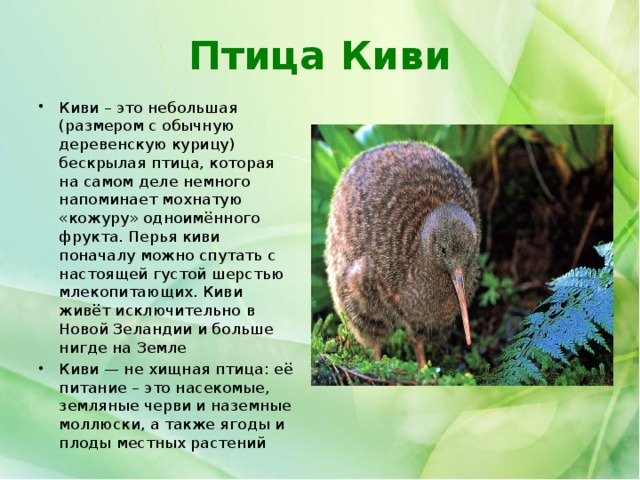 Птица Киви
• Киви – это небольшая
(размером с обычную
деревенскую курицу)
бескрылая птица, которая
на самом деле немного
напоминает мохнатую
«кожуру» одноимённого
фрукта. Перья киви
поначалу можно спутать с
настоящей густой шерстью
млекопитающих. Киви
живёт исключительно в
Новой Зеландии и больше
нигде на Земле
• Киви — не хищная птица: её
питание – это насекомые,
земляные черви и наземные
моллюски, а также ягоды и
плоды местных растений